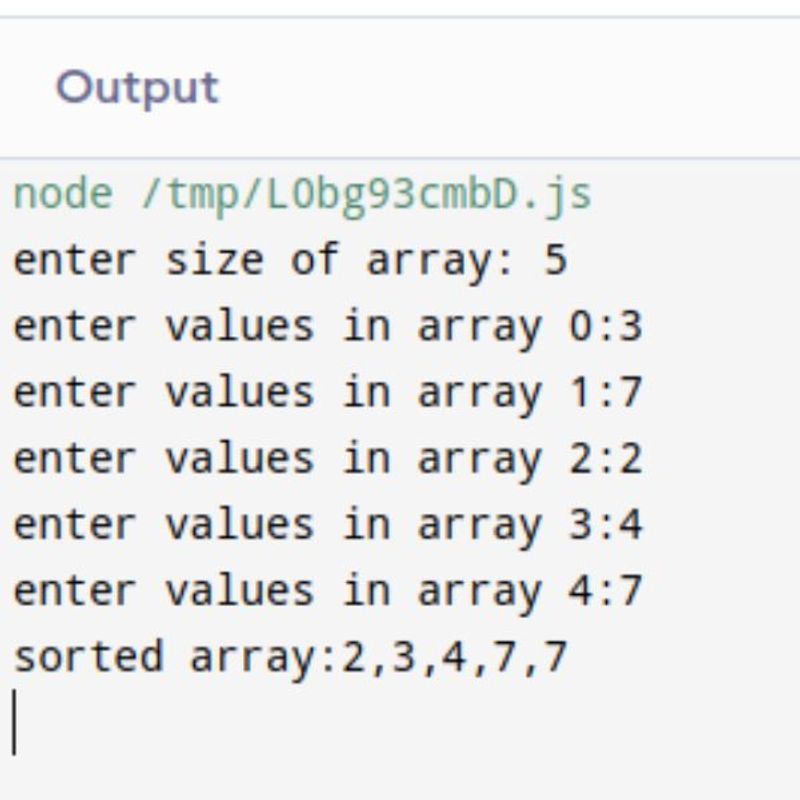 Output
node /tmp/L0bg93cmbD.js
enter size of array: 5
enter values in array 0:3
enter values in array 1:7
enter values in array 2:2
enter values in array 3:4
enter values in array 4:7
sorted array:2,3,4,7,7